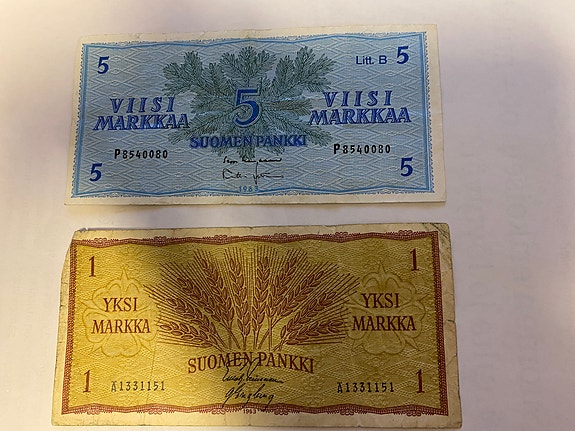 5 Litt. B 5
VIISI VIISI
5
MARKKAA MARKKAA
SUOMEN PANKKI
P8540080 P8540080
5 5
1963
1 1
YKSI YKSI
MARKKA MARKKA
SUOMEN PANKKI
1 A1331151 A1331151 1
1963